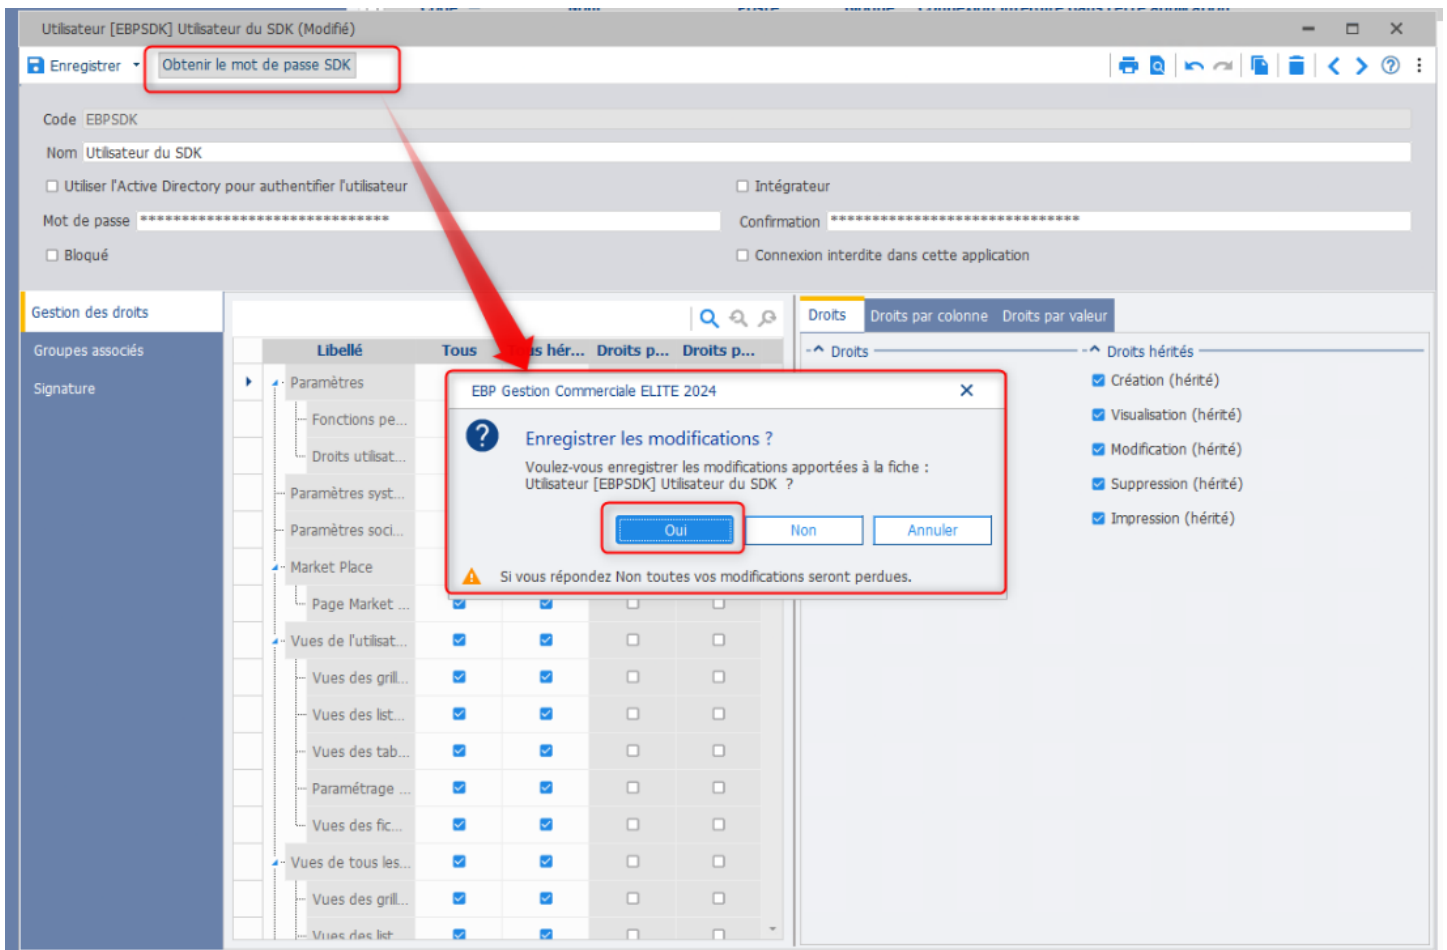 Utilisateur [EBPSDK] Utilisateur du SDK (Modifié)
Enregistrer
Obtenir le mot de passe SDK
Code EBPSDK
Nom Utilisateur du SDK
Utiliser l'Active Directory pour authentifier l'utilisateur
Intégrateur
Mot de passe ******************************
Confirmation ******************************
Bloqué
Connexion interdite dans cette application
Gestion des droits
Groupes associés
Signature
Libellé Tous hér... Droits p... Droits p...
Paramètres
Fonctions pe...
Droits utilisat...
Paramètres syst...
Paramètres soci...
Market Place
Page Market ...
Vues de l'utilisat...
Vues des grill...
Vues des list...
Vues des tab...
Paramétrage ...
Vues des fic...
Vues de tous les...
Vues des grill...
Vues des list
EBP Gestion Commerciale ELITE 2024
Enregistrer les modifications ?
Voulez-vous enregistrer les modifications apportées à la fiche :
Utilisateur [EBPSDK] Utilisateur du SDK ?
Oui Non Annuler
Si vous répondez Non toutes vos modifications seront perdues.
Droits Droits par colonne Droits par valeur
Droits
Droits hérités
Création (hérité)
Visualisation (hérité)
Modification (hérité)
Suppression (hérité)
Impression (hérité)